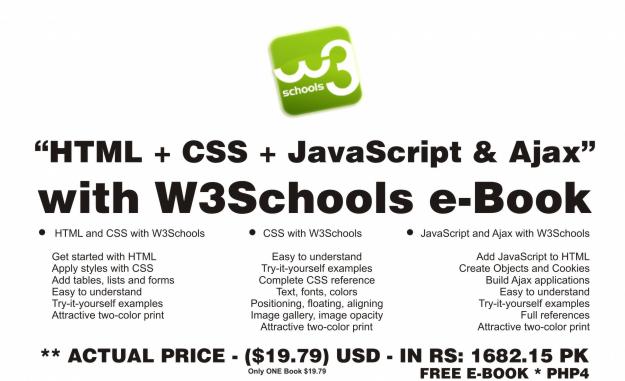 w3
schools
“HTML + CSS + JavaScript & Ajax”
with W3Schools e-Book
• HTML and CSS with W3Schools
Get started with HTML
Apply styles with CSS
Add tables, lists and forms
Easy to understand
Try-it-yourself examples
Attractive two-color print
• CSS with W3Schools
Easy to understand
Try-it-yourself examples
Complete CSS reference
Text, fonts, colors
Positioning, floating, aligning
Image gallery, image opacity
Attractive two-color print
• JavaScript and Ajax with W3Schools
Add JavaScript to HTML
Create Objects and Cookies
Build Ajax applications
Easy to understand
Try-it-yourself examples
Full references
Attractive two-color print
** ACTUAL PRICE - ($19.79) USD - IN RS: 1682.15 PK
Only ONE Book $19.79
FREE E-BOOK * PHP4